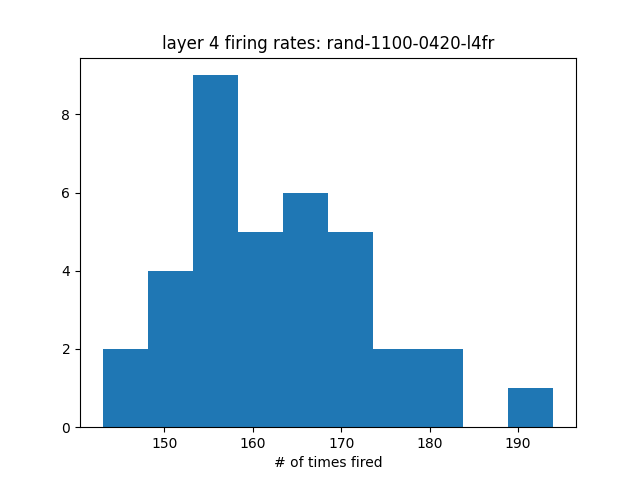 layer 4 firing rates: rand-1100-0420-l4fr
8
6
4
2
0
150 160 170 180 190
# of times fired